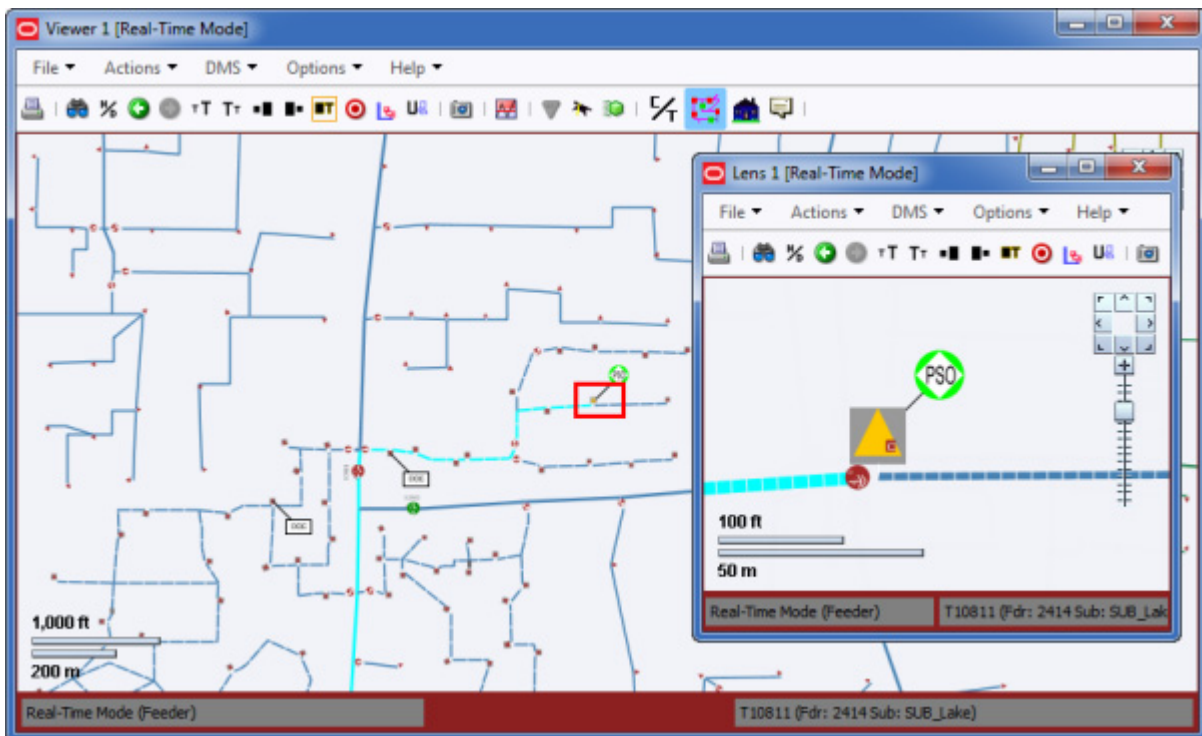 Viewer 1 [Real-Time Mode]
File Actions DMS Options Help
1,000 ft
200 m
Real-Time Mode (Feeder)
T10811 (Fdr: 2414 Sub: SUB_Lake)
Lens 1 [Real-Time Mode]
File Actions DMS Options Help
PSO
100 ft
50 m
Real-Time Mode (Feeder)
T10811 (Fdr: 2414 Sub: SUB_Lak